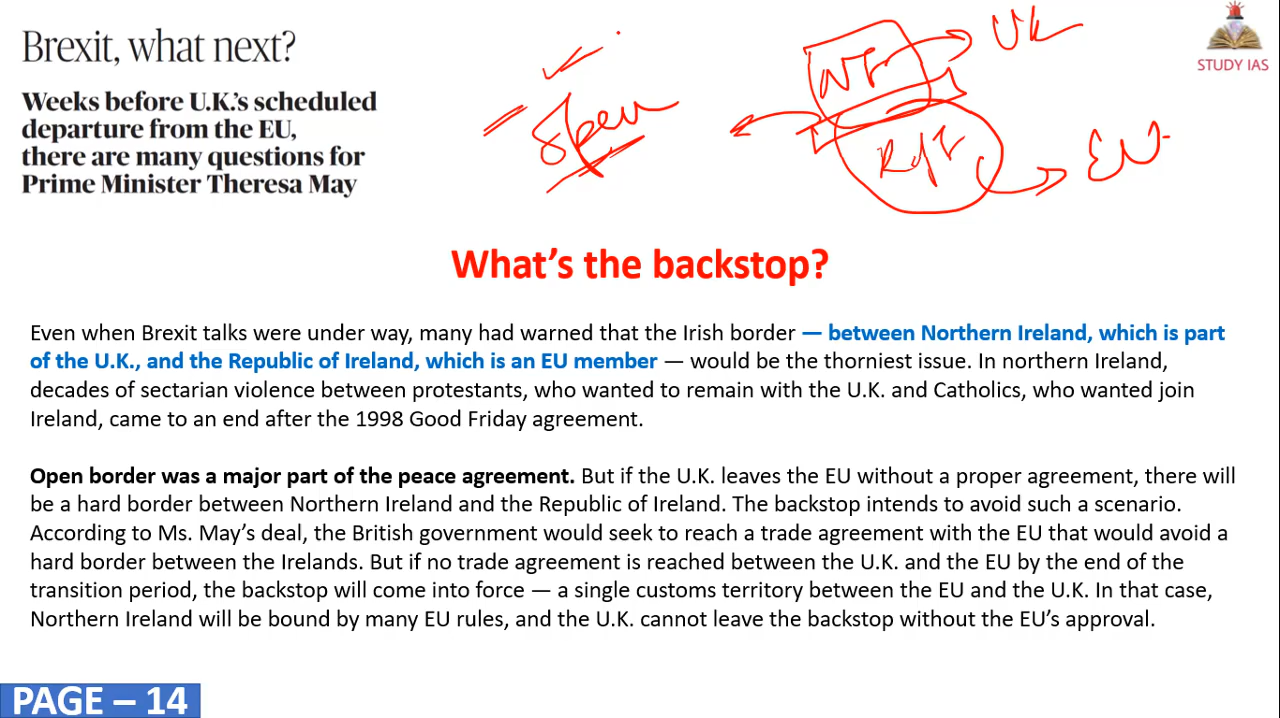 Brexit, what next?
Weeks before U.K.'s scheduled
departure from the EU,
there are many questions for
Prime Minister Theresa May
NI
UK
STUDY IAS
EU
What's the backstop?
Even when Brexit talks were under way, many had warned that the Irish border — between Northern Ireland, which is part
of the U.K., and the Republic of Ireland, which is an EU member — would be the thorniest issue. In northern Ireland,
decades of sectarian violence between protestants, who wanted to remain with the U.K. and Catholics, who wanted join
Ireland, came to an end after the 1998 Good Friday agreement.
Open border was a major part of the peace agreement. But if the U.K. leaves the EU without a proper agreement, there will
be a hard border between Northern Ireland and the Republic of Ireland. The backstop intends to avoid such a scenario.
According to Ms. May's deal, the British government would seek to reach a trade agreement with the EU that would avoid a
hard border between the Irelands. But if no trade agreement is reached between the U.K. and the EU by the end of the
transition period, the backstop will come into force — a single customs territory between the EU and the U.K. In that case,
Northern Ireland will be bound by many EU rules, and the U.K. cannot leave the backstop without the EU's approval.
PAGE – 14